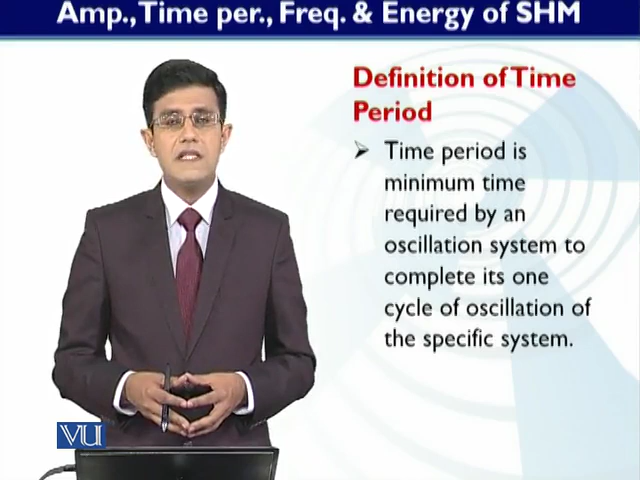 Amp., Time per., Freq. & Energy of SHM
Definition of Time
Period
➢ Time period is
minimum time
required by an
oscillation system to
complete its one
cycle of oscillation of
the specific system.
VU